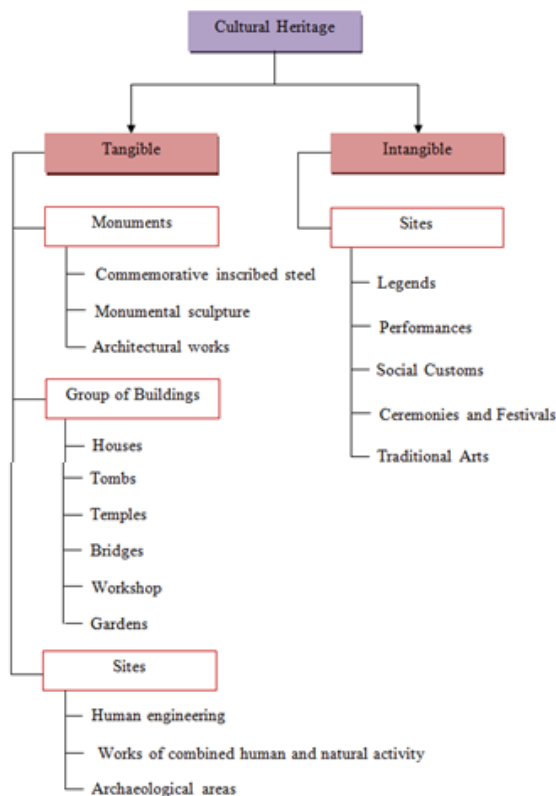 Cultural Heritage
Tangible
Monuments
Commemorative inscribed steel
Monumental sculpture
Architectural works
Group of Buildings
Houses
Tombs
Temples
Bridges
Workshop
Gardens
Sites
Human engineering
Works of combined human and natural activity
Archaeological areas
Intangible
Sites
Legends
Performances
Social Customs
Ceremonies and Festivals
Traditional Arts